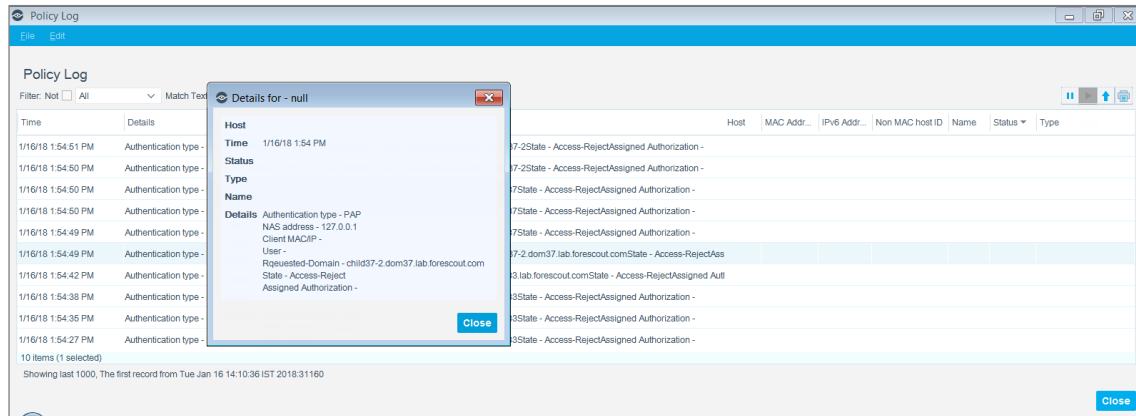 Policy Log
File Edit
Policy Log
Filter: Not All Match Text
Time Details Host MAC Addr... IPv6 Addr... Non MAC host ID Name Status Type
1/16/18 1:54:51 PM Authentication type - 37-2State - Access-RejectAssigned Authorization -
1/16/18 1:54:50 PM Authentication type - 37-2State - Access-RejectAssigned Authorization -
1/16/18 1:54:50 PM Authentication type - 37State - Access-RejectAssigned Authorization -
1/16/18 1:54:50 PM Authentication type - 37State - Access-RejectAssigned Authorization -
1/16/18 1:54:49 PM Authentication type - 37State - Access-RejectAssigned Authorization -
1/16/18 1:54:49 PM Authentication type - 37-2.dom37.lab.forescout.comState - Access-RejectAss
1/16/18 1:54:42 PM Authentication type - 3.lab.forescout.comState - Access-RejectAssigned Autl
1/16/18 1:54:38 PM Authentication type - 33State - Access-RejectAssigned Authorization -
1/16/18 1:54:35 PM Authentication type - 33State - Access-RejectAssigned Authorization -
1/16/18 1:54:27 PM Authentication type - 33State - Access-RejectAssigned Authorization -
10 items (1 selected)
Showing last 1000, The first record from Tue Jan 16 14:10:36 IST 2018:31160
Close
Details for - null
Host
Time 1/16/18 1:54 PM
Status
Type
Name
Details Authentication type - PAP
NAS address - 127.0.0.1
Client MAC/IP -
User -
Rqeuested-Domain - child37-2.dom37.lab.forescout.com
State - Access-Reject
Assigned Authorization -
Close